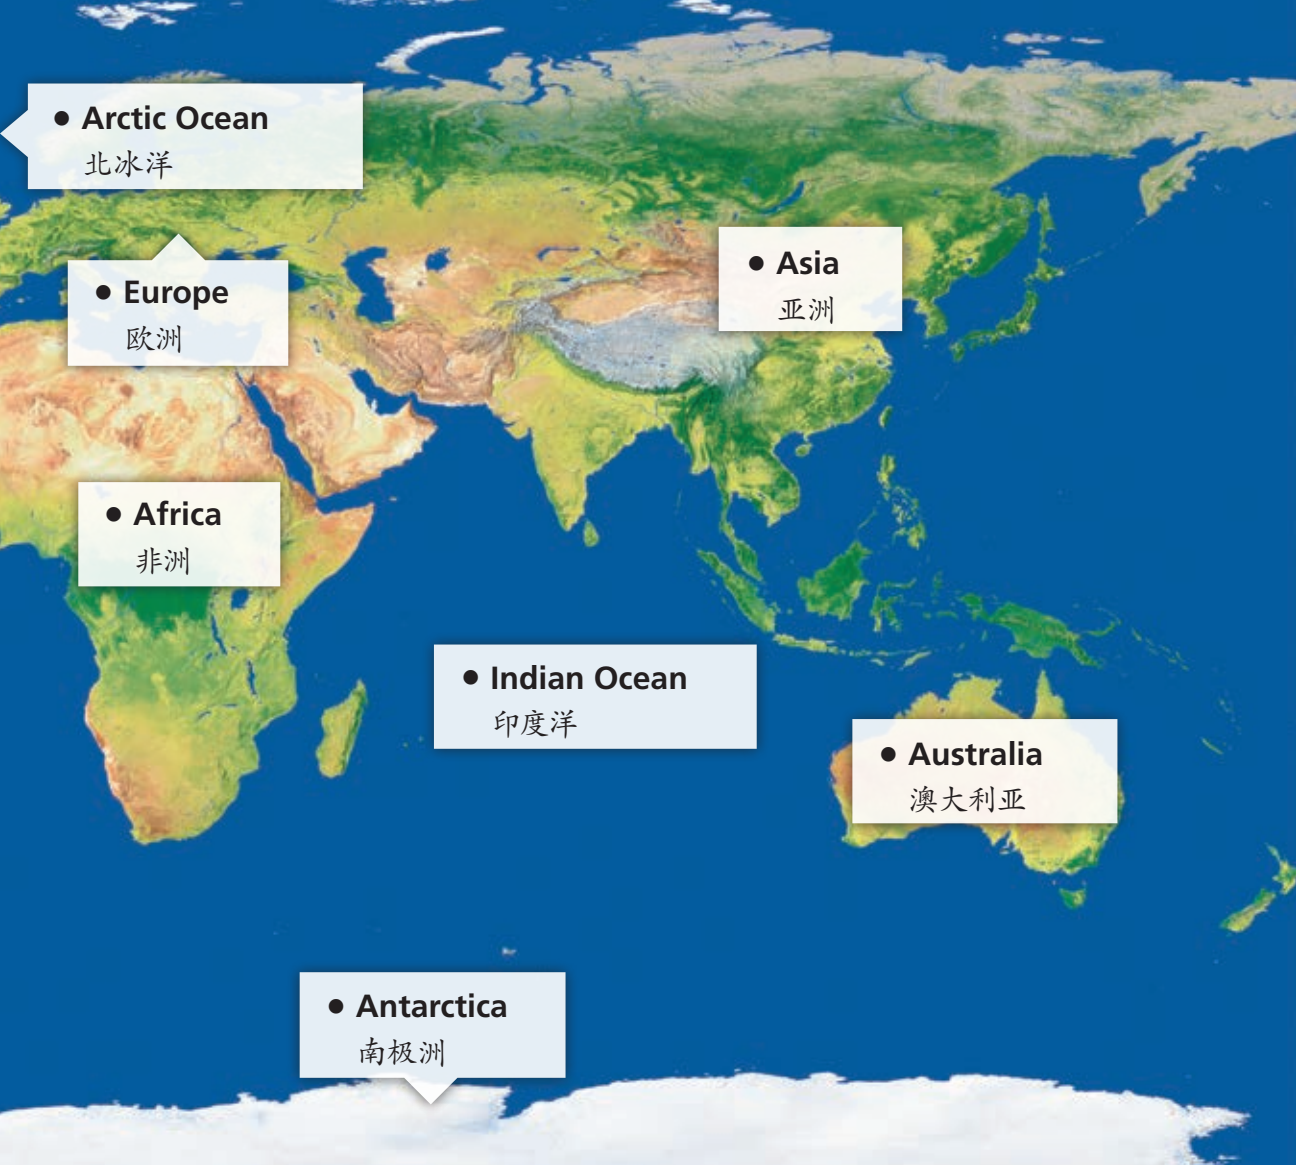 • Arctic Ocean
北冰洋
• Europe
欧洲
• Asia
亚洲
• Africa
非洲
• Indian Ocean
印度洋
• Australia
澳大利亚
• Antarctica
南极洲